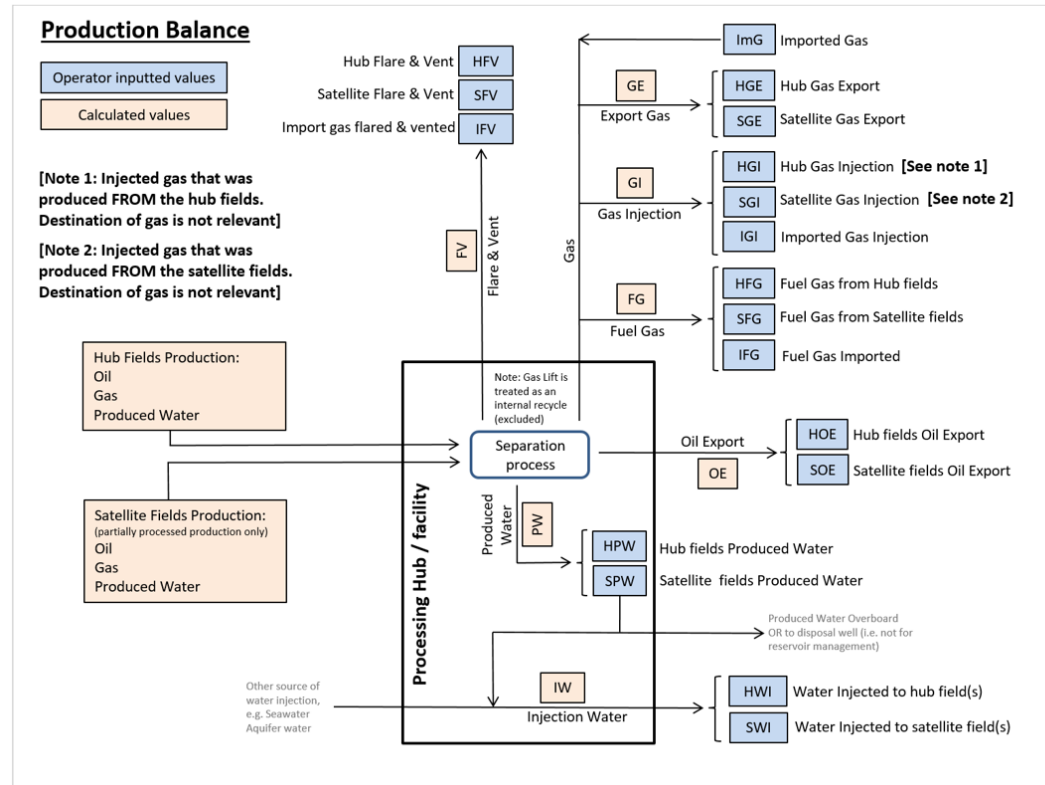 Production Balance
Operator inputted values
Calculated values
[Note 1: Injected gas that was
produced FROM the hub fields.
Destination of gas is not relevant]
[Note 2: Injected gas that was
produced FROM the satellite fields.
Destination of gas is not relevant]
Hub Flare & Vent HFV
Satellite Flare & Vent SFV
Import gas flared & vented IFV
FV
Flare & Vent
Gas
ImG Imported Gas
GE
Export Gas
HGE Hub Gas Export
SGE Satellite Gas Export
GI
Gas Injection
HGI Hub Gas Injection [See note 1]
SGI Satellite Gas Injection [See note 2]
IGI Imported Gas Injection
FG
Fuel Gas
HFG Fuel Gas from Hub fields
SFG Fuel Gas from Satellite fields
IFG Fuel Gas Imported
Hub Fields Production:
Oil
Gas
Produced Water
Satellite Fields Production:
(partially processed production only)
Oil
Gas
Produced Water
Processing Hub / facility
Note: Gas Lift is
treated as an
internal recycle
(excluded)
Separation
process
Oil Export
OE
HOE Hub fields Oil Export
SOE Satellite fields Oil Export
Produced
Water
PW
HPW Hub fields Produced Water
SPW Satellite fields Produced Water
Produced Water Overboard
OR to disposal well (i.e. not for
reservoir management)
Other source of
water injection,
e.g. Seawater
Aquifer water
IW
Injection Water
HWI Water Injected to hub field(s)
SWI Water Injected to satellite field(s)